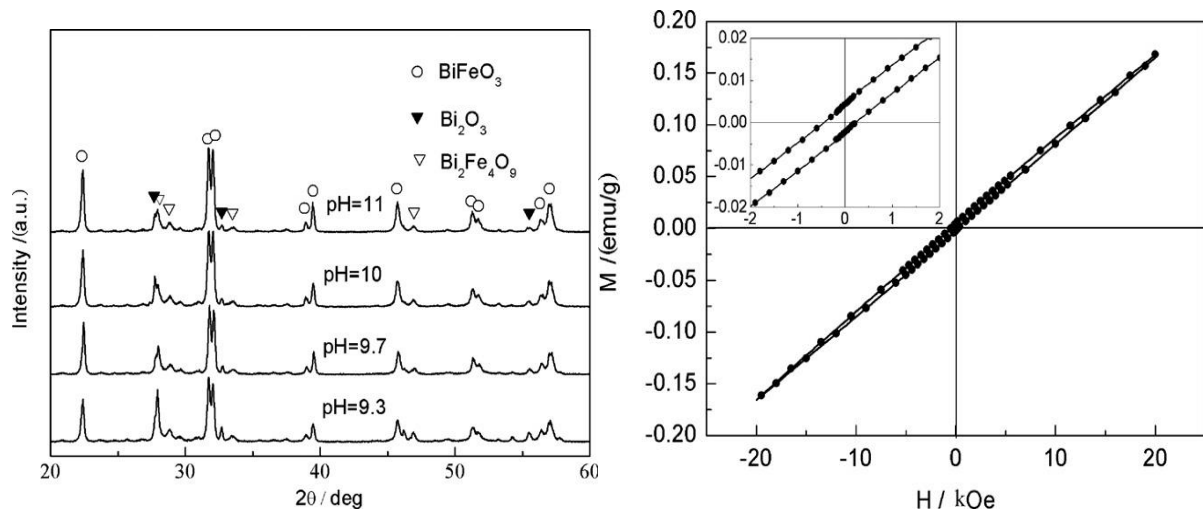 BiFeO3
Bi2O3
Bi2Fe4O9
pH=11
pH=10
pH=9.7
pH=9.3
Intensity /(a.u.)
20 30 40 50 60
2θ / deg
0.20
0.15
0.10
0.05
0.00
-0.05
-0.10
-0.15
-0.20
M /(emu/g)
-20 -10 0 10 20
H / kOe
0.02
0.01
0.00
-0.01
-0.02
-2 -1 0 1 2